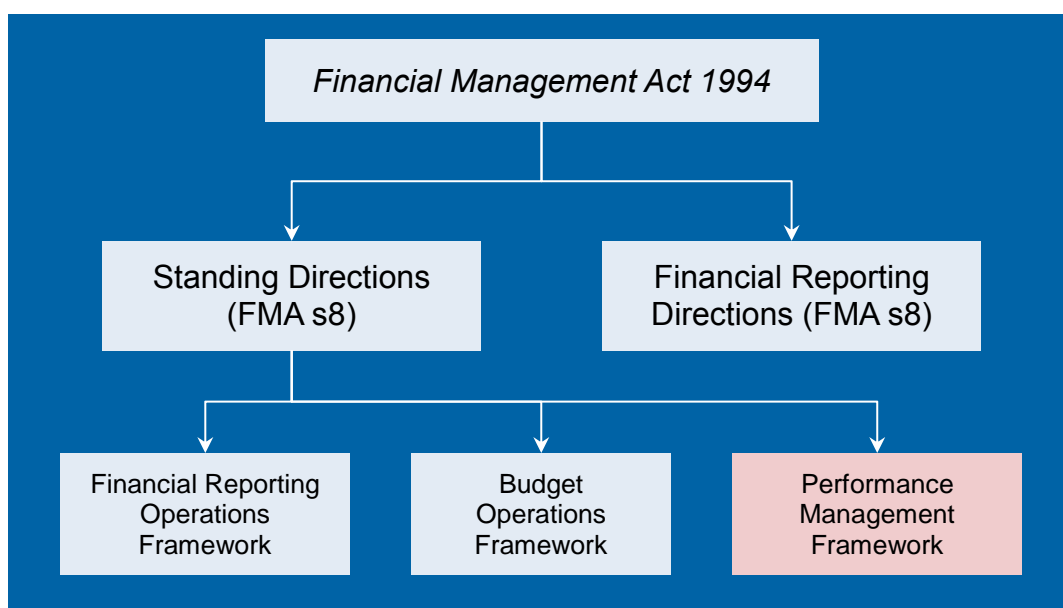 Financial Management Act 1994
Standing Directions
(FMA s8)
Financial Reporting
Directions (FMA s8)
Financial Reporting
Operations
Framework
Budget
Operations
Framework
Performance
Management
Framework